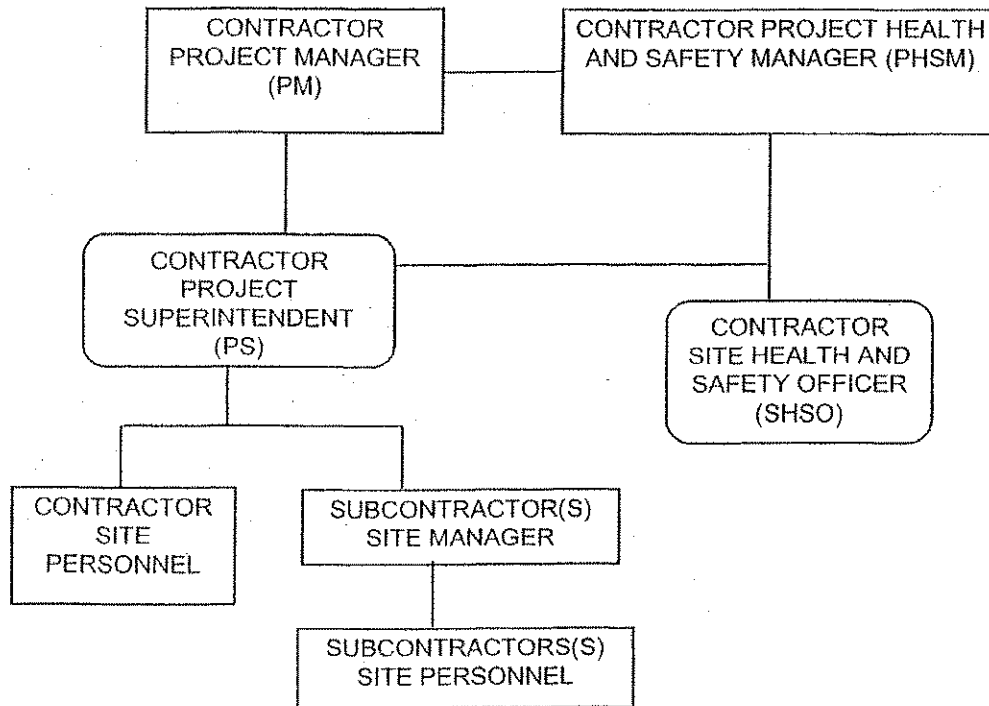 CONTRACTOR
PROJECT MANAGER
(PM)
CONTRACTOR PROJECT HEALTH
AND SAFETY MANAGER (PHSM)
CONTRACTOR
PROJECT
SUPERINTENDENT
(PS)
CONTRACTOR
SITE HEALTH AND
SAFETY OFFICER
(SHSO)
CONTRACTOR
SITE
PERSONNEL
SUBCONTRACTOR(S)
SITE MANAGER
SUBCONTRACTORS(S)
SITE PERSONNEL